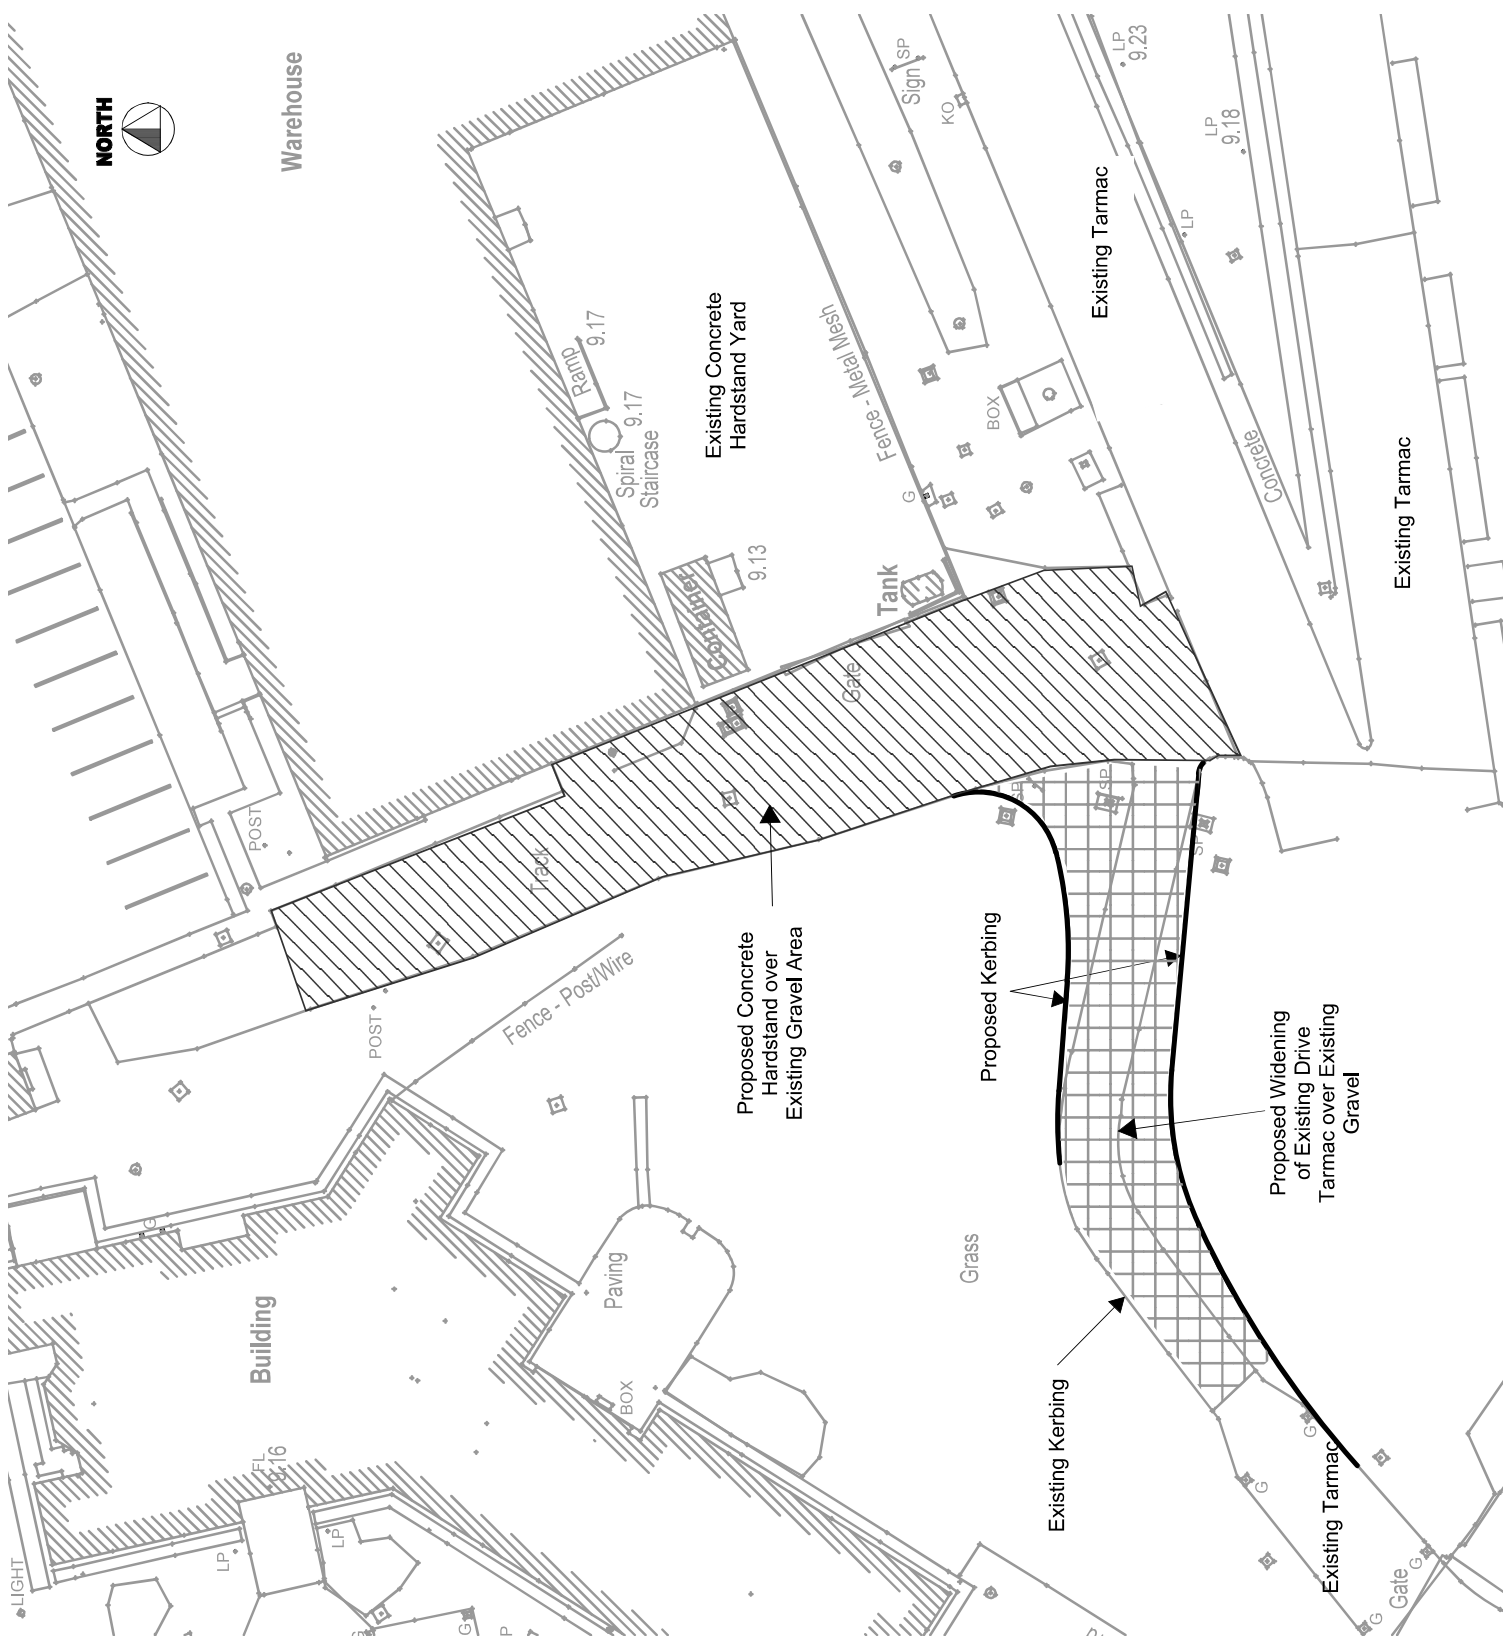 NORTH
Warehouse
Sign
SP
KO
LP
9.23
LP
9.18
LP
Existing Tarmac
Ramp
9.17
Spiral
Staircase
9.17
Existing Concrete
Hardstand Yard
Fence - Metal Mesh
BOX
G
Concrete
Existing Tarmac
Container
9.13
Tank
Gate
POST
Track
SP
SP
SP
POST
Fence - Post/Wire
Proposed Concrete
Hardstand over
Existing Gravel Area
Proposed Kerbing
Proposed Widening
of Existing Drive
Tarmac over Existing
Gravel
G
Building
Paving
BOX
Grass
FL
9.16
Existing Kerbing
G
G
Existing Tarmac
LIGHT
LP
LP
G
Gate
G
G